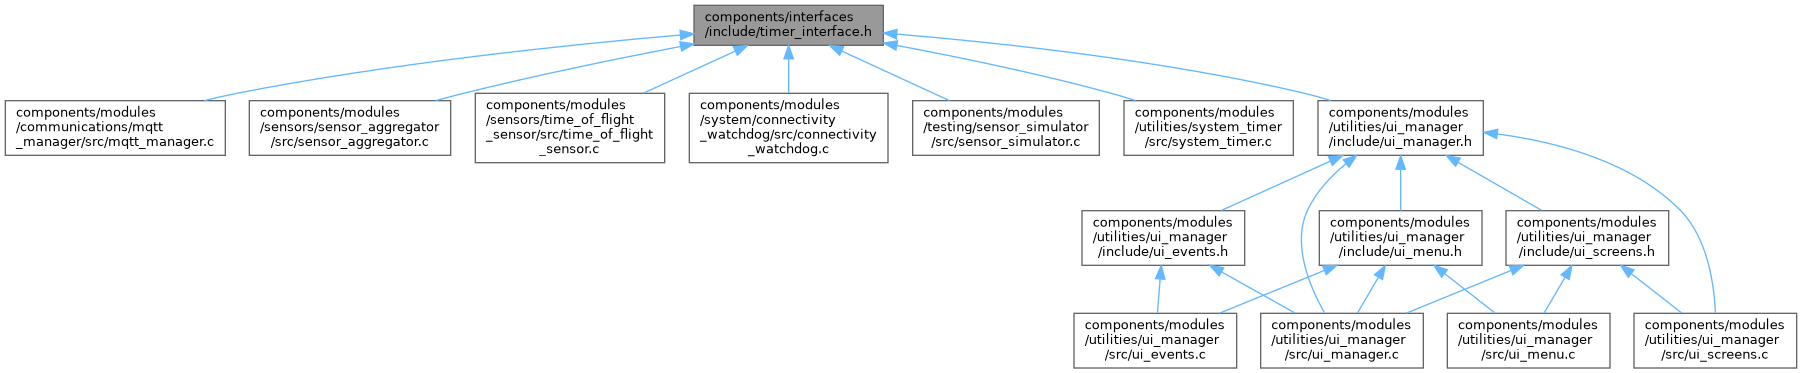 components/interfaces
/include/timer_interface.h
components/modules
/communications/mqtt
_manager/src/mqtt_manager.c
components/modules
/sensors/sensor_aggregator
/src/sensor_aggregator.c
components/modules
/sensors/time_of_flight
_sensor/src/time_of_flight
_sensor.c
components/modules
/system/connectivity
_watchdog/src/connectivity
_watchdog.c
components/modules
/testing/sensor_simulator
/src/sensor_simulator.c
components/modules
/utilities/system_timer
/src/system_timer.c
components/modules
/utilities/ui_manager
/include/ui_manager.h
components/modules
/utilities/ui_manager
/include/ui_events.h
components/modules
/utilities/ui_manager
/include/ui_menu.h
components/modules
/utilities/ui_manager
/include/ui_screens.h
components/modules
/utilities/ui_manager
/src/ui_events.c
components/modules
/utilities/ui_manager
/src/ui_manager.c
components/modules
/utilities/ui_manager
/src/ui_menu.c
components/modules
/utilities/ui_manager
/src/ui_screens.c